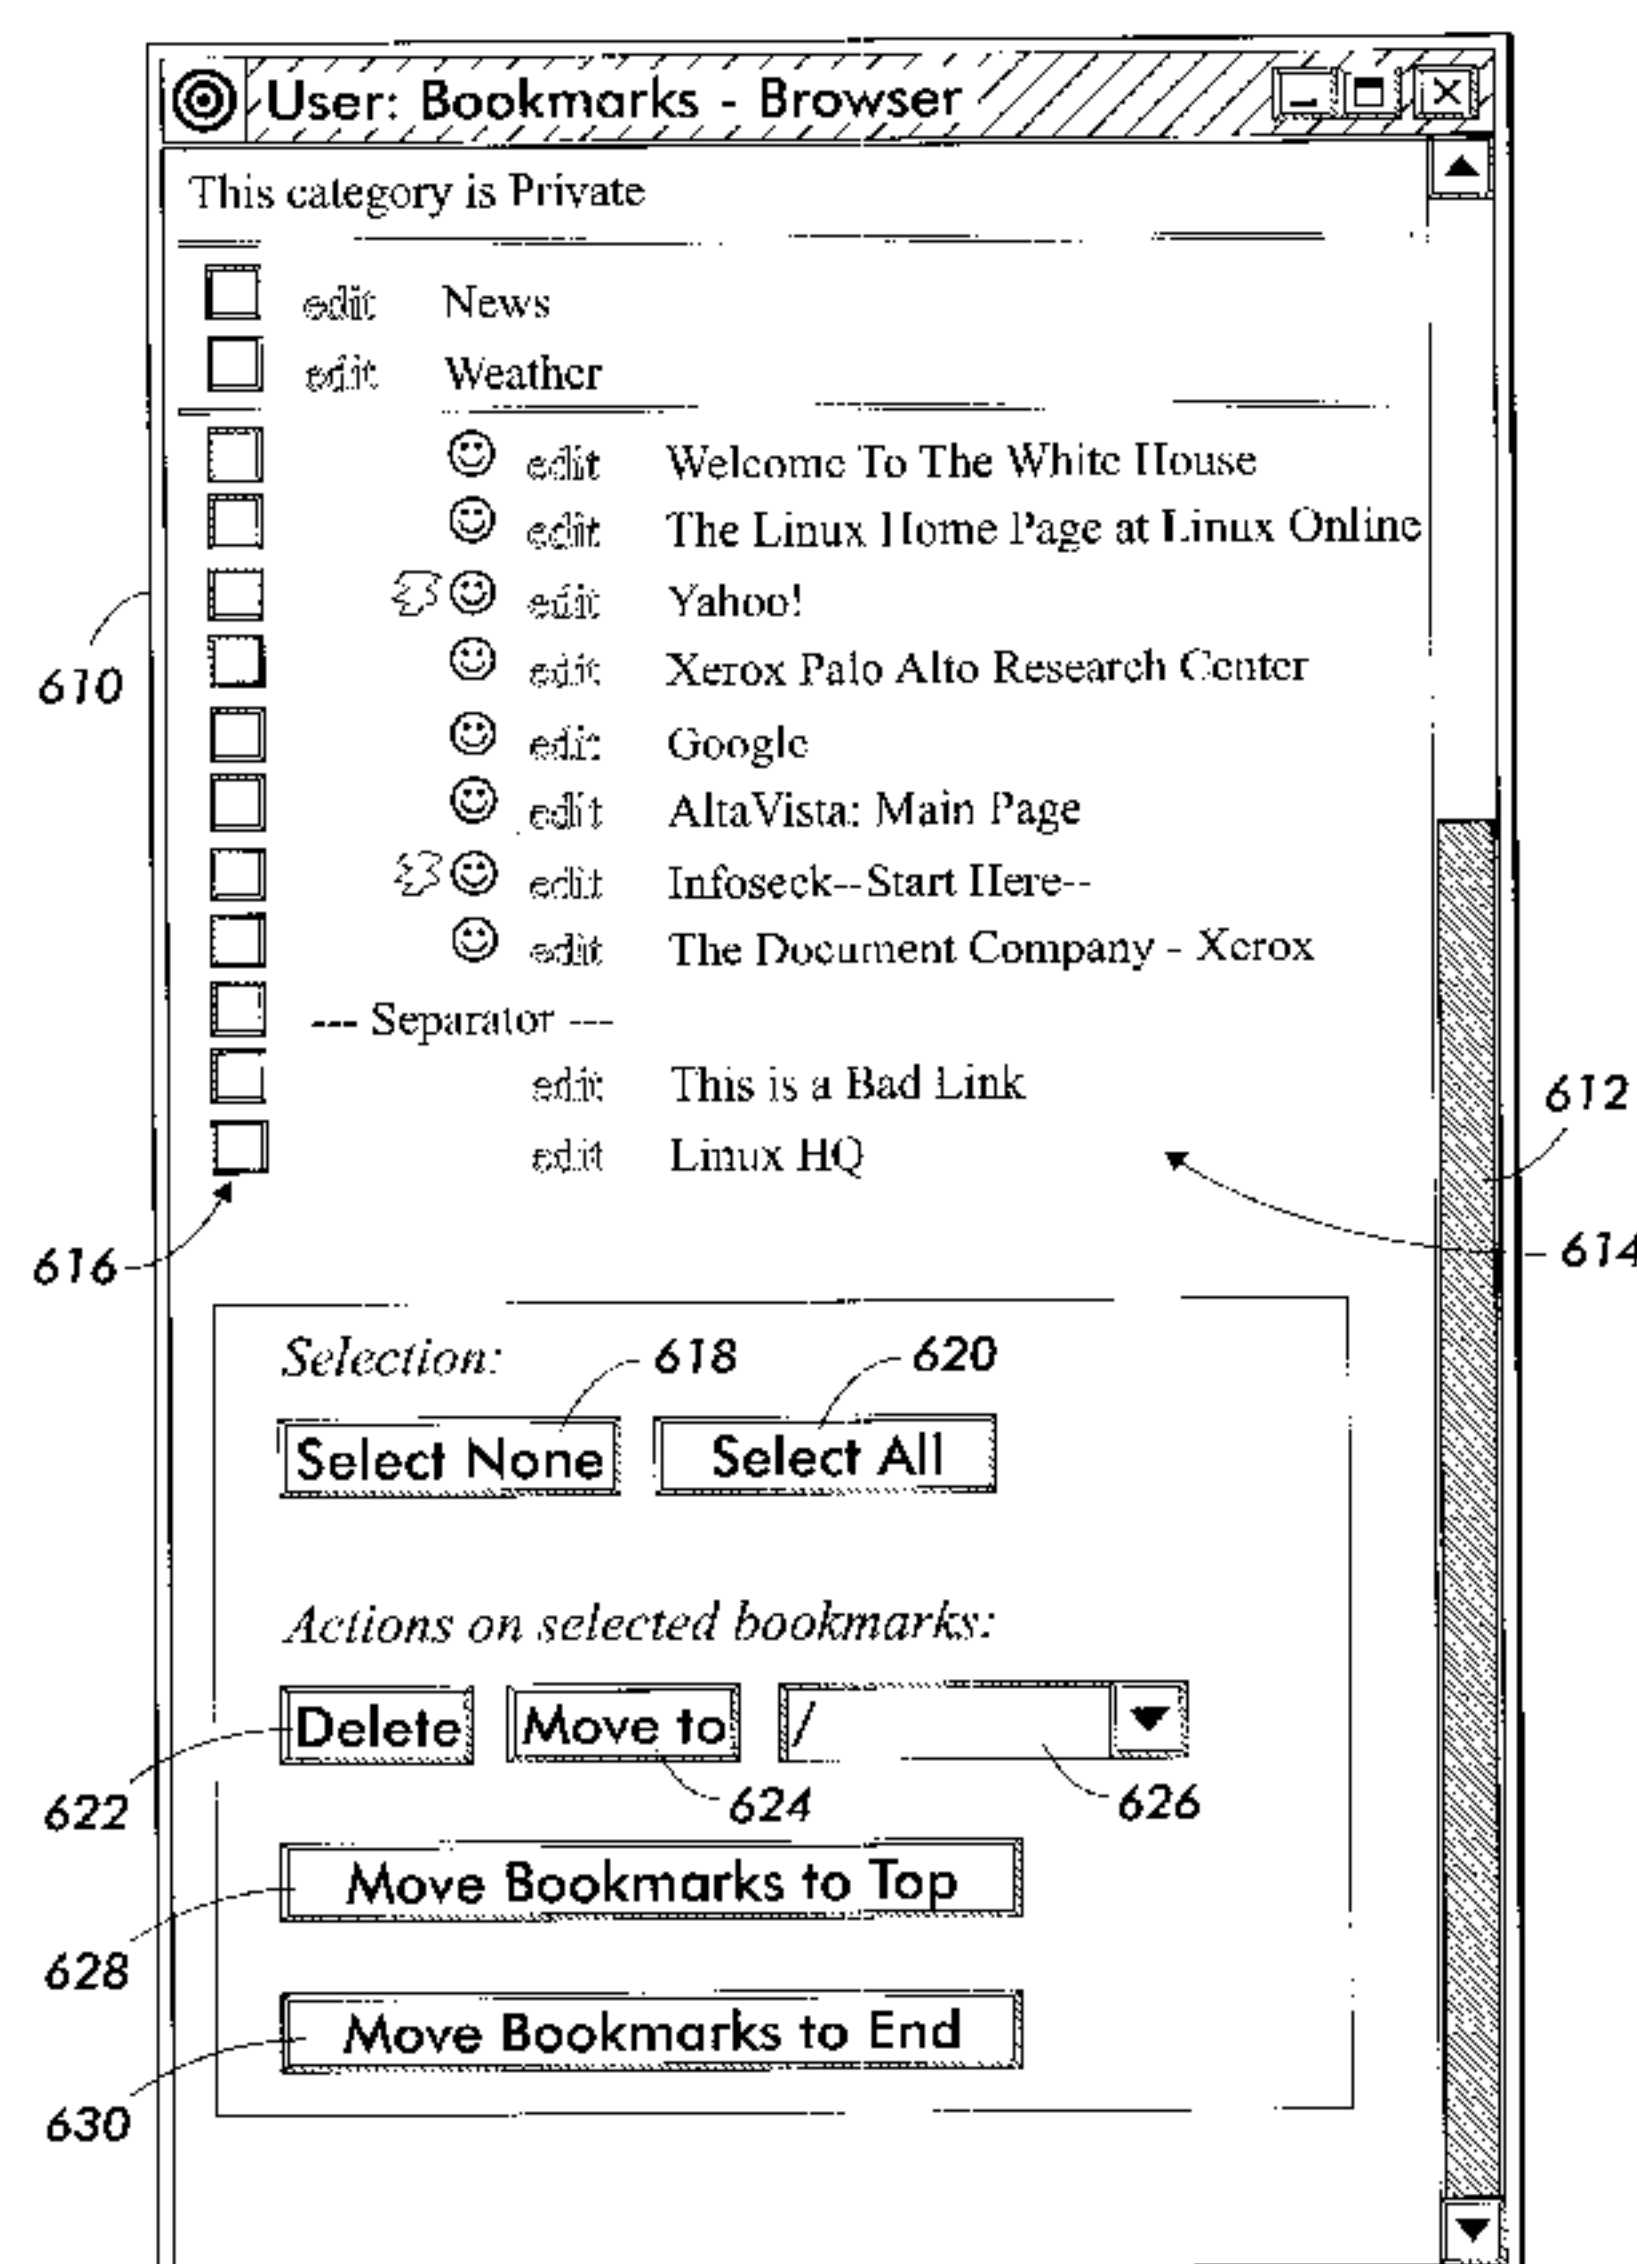 User: Bookmarks - Browser
This category is Private
edit News
edit Weather
edit Welcome To The White House
edit The Linux Home Page at Linux Online
edit Yahoo!
610
edit Xerox Palo Alto Research Center
edit Google
edit AltaVista: Main Page
edit Infoseek--Start Here--
edit The Document Company - Xerox
--- Separator ---
edit This is a Bad Link
612
edit Linux HQ
616
614
Selection: 618 620
Select None Select All
Actions on selected bookmarks:
Delete Move to /
622 624 626
Move Bookmarks to Top
628
Move Bookmarks to End
630